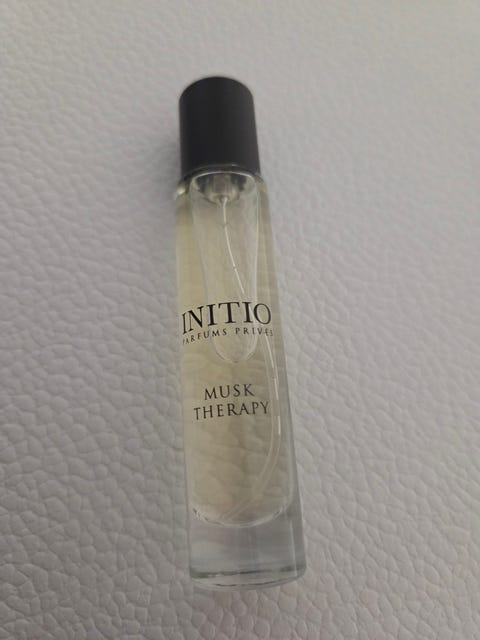 INITIO
PARFUMS PRIVÉS
MUSK
THERAPY